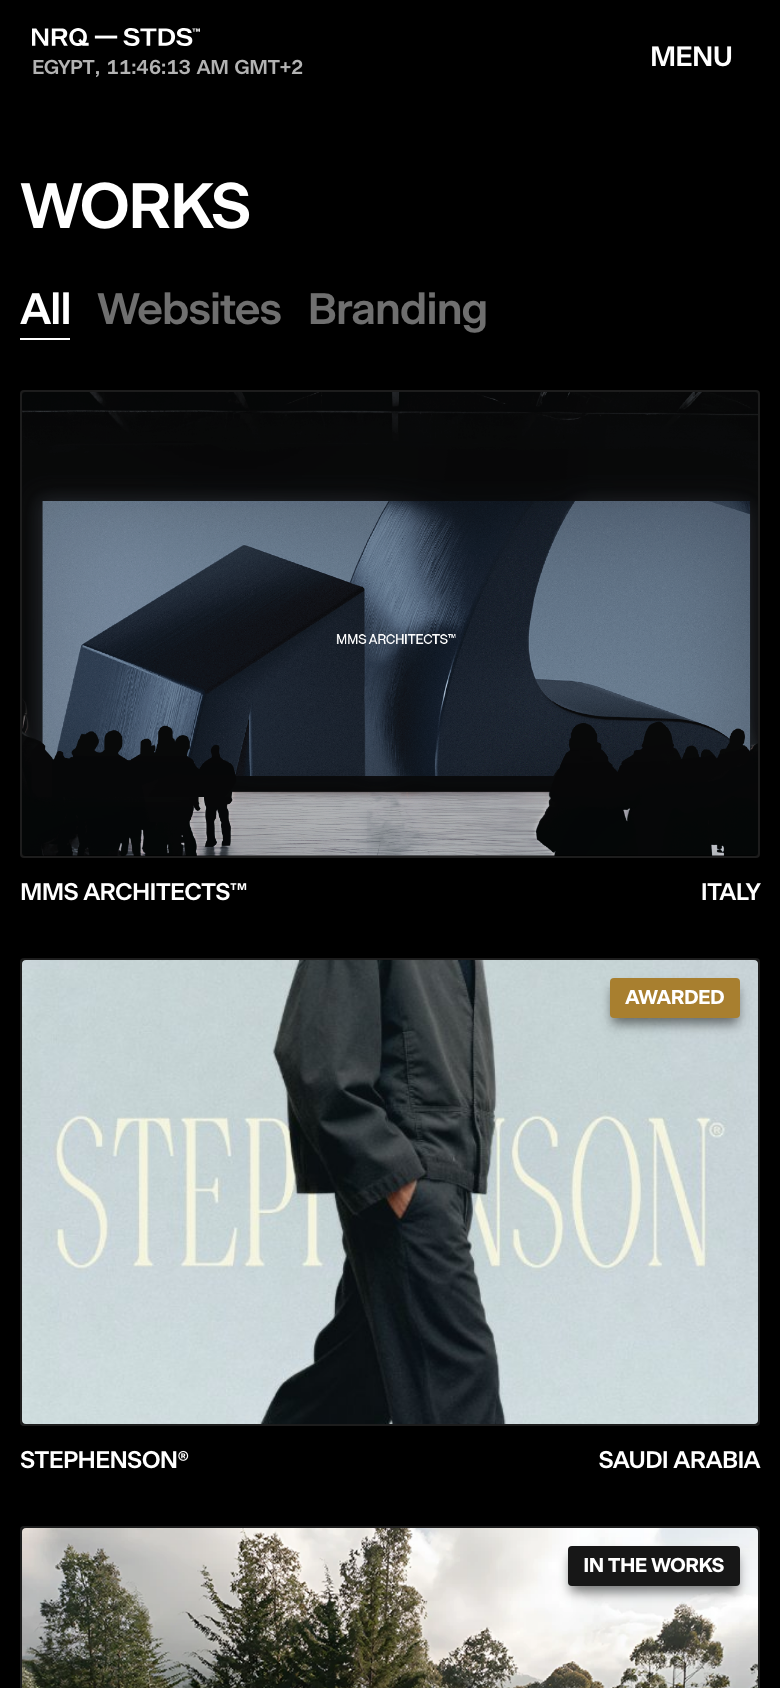 NRQ — STDS™
EGYPT, 11:46:13 AM GMT+2
MENU
WORKS
All Websites Branding
MMS ARCHITECTS™
MMS ARCHITECTS™ ITALY
AWARDED
STEPHENSON®
STEPHENSON® SAUDI ARABIA
IN THE WORKS